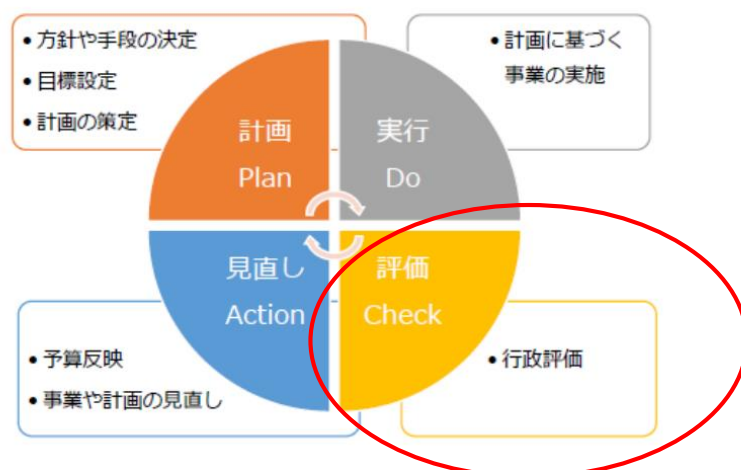 • 方針や手段の決定
• 目標設定
• 計画の策定
計画
Plan
• 計画に基づく
事業の実施
実行
Do
見直し
Action
• 予算反映
• 事業や計画の見直し
評価
Check
• 行政評価